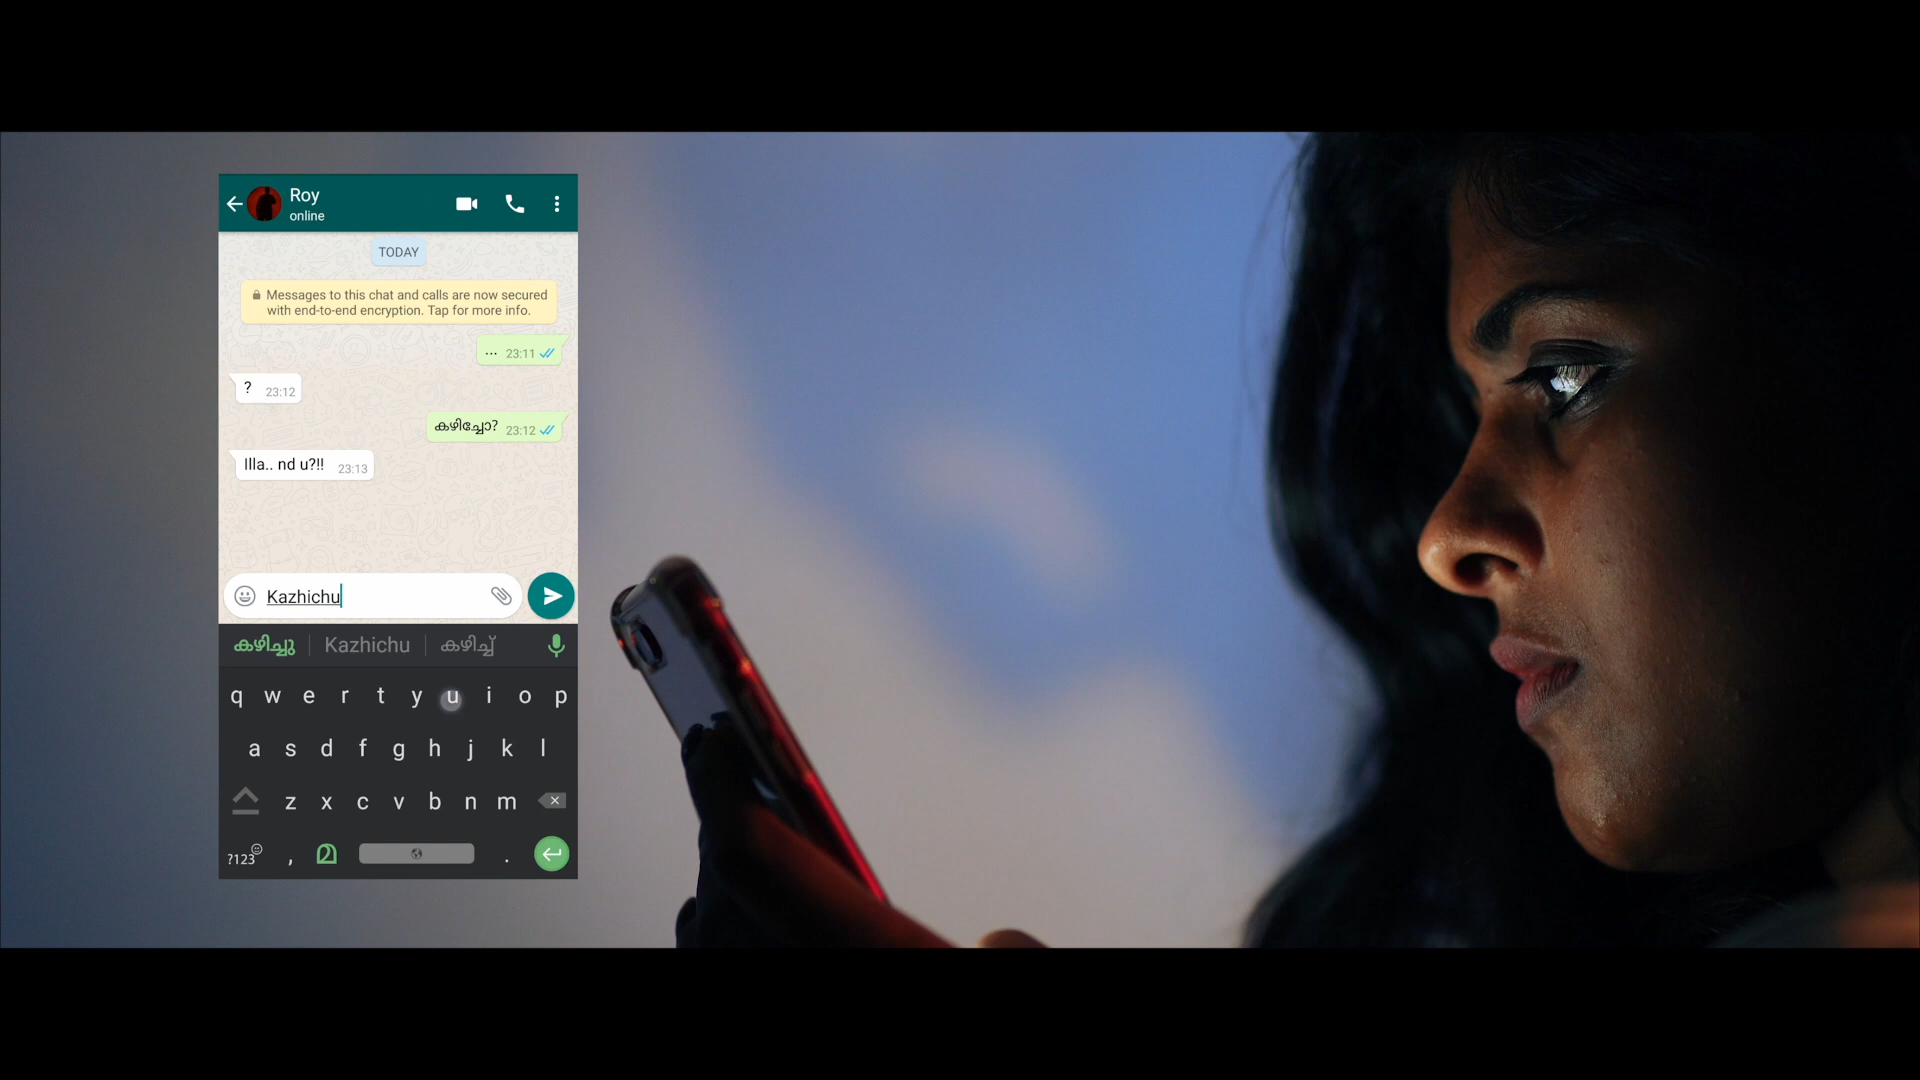 Roy
online
TODAY
Messages to this chat and calls are now secured
with end-to-end encryption. Tap for more info.
... 23:11
? 23:12
കഴിച്ചോ? 23:12
Illa.. nd u?!! 23:13
Kazhichu
കഴിച്ചു Kazhichu കഴിച്ച്
q w e r t y u i o p
a s d f g h j k l
z x c v b n m
?123 , മ .